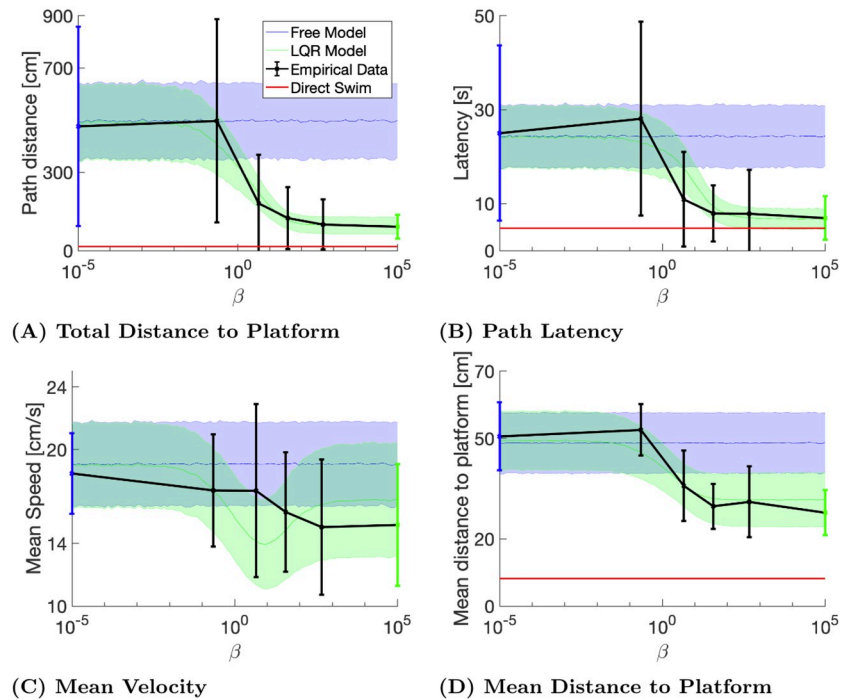 900
700
300
0
Path distance [cm]
10^-5
10^0
10^5
β
Free Model
LQR Model
Empirical Data
Direct Swim
(A) Total Distance to Platform
50
30
10
0
Latency [s]
10^-5
10^0
10^5
β
(B) Path Latency
24
20
14
10
Mean Speed [cm/s]
10^-5
10^0
10^5
β
(C) Mean Velocity
70
50
20
0
Mean distance to platform [cm]
10^-5
10^0
10^5
β
(D) Mean Distance to Platform